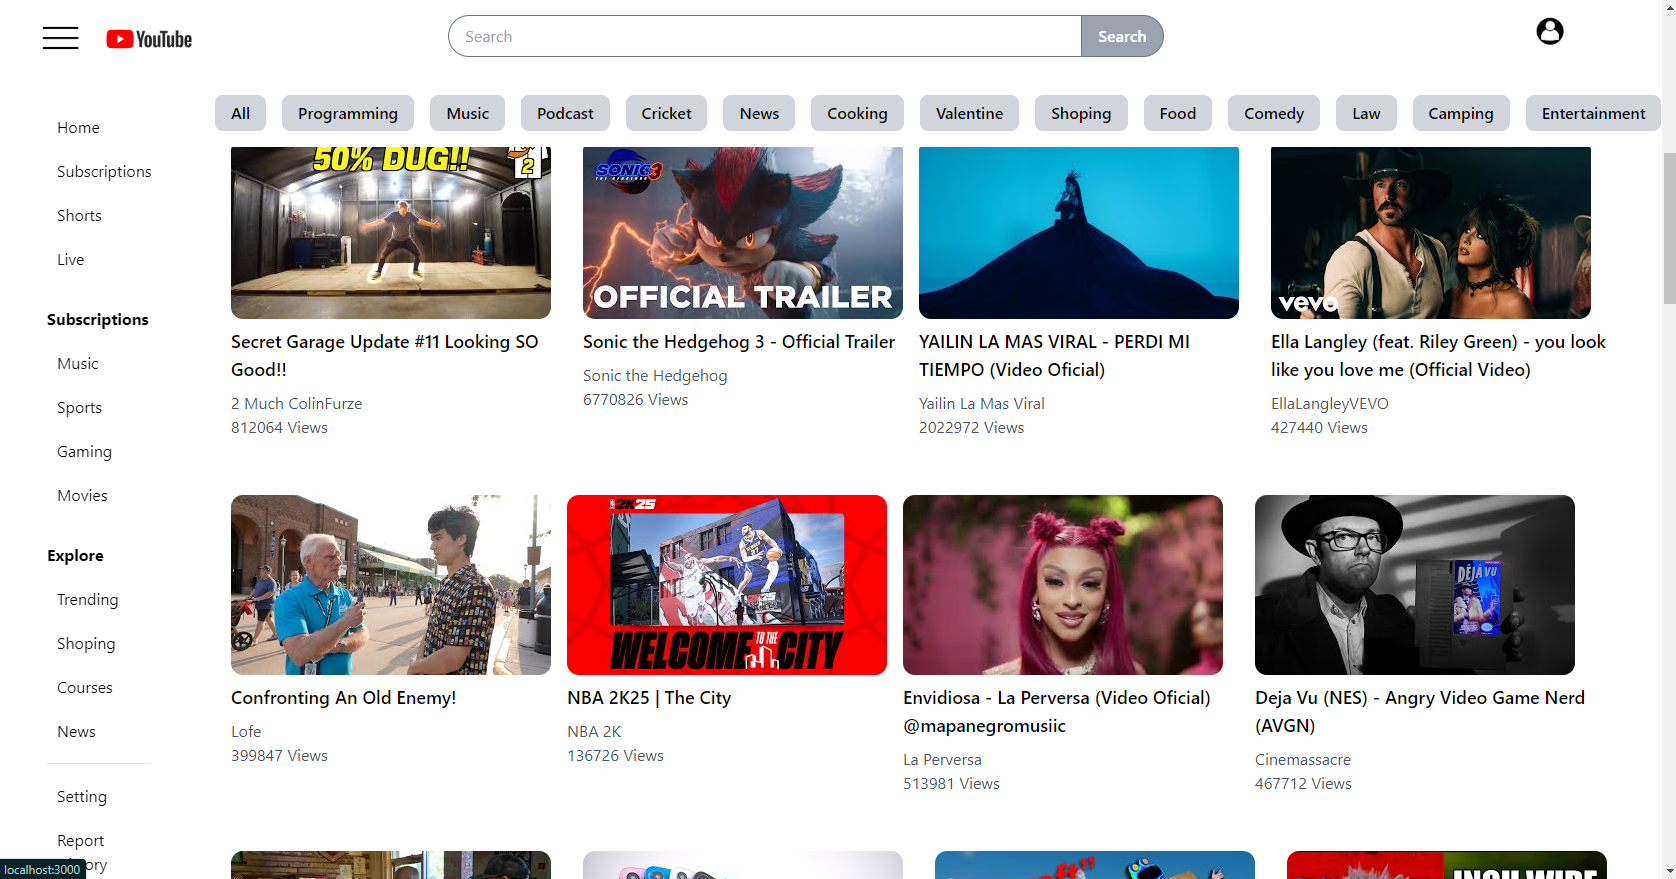 YouTube
Search
Search
All
Programming
Music
Podcast
Cricket
News
Cooking
Valentine
Shoping
Food
Comedy
Law
Camping
Entertainment
Home
Subscriptions
Shorts
Live
Subscriptions
Music
Sports
Gaming
Movies
Explore
Trending
Shoping
Courses
News
Setting
Report
ory
localhost:3000
50% DUG!!
2
SONIC 3
THE HEDGEHOG
OFFICIAL TRAILER
vevo
Secret Garage Update #11 Looking SO
Good!!
2 Much ColinFurze
812064 Views
Sonic the Hedgehog 3 - Official Trailer
Sonic the Hedgehog
6770826 Views
YAILIN LA MAS VIRAL - PERDI MI
TIEMPO (Video Oficial)
Yailin La Mas Viral
2022972 Views
Ella Langley (feat. Riley Green) - you look
like you love me (Official Video)
EllaLangleyVEVO
427440 Views
2K25
2K25
WELCOME TO THE CITY
DEJA VU
Confronting An Old Enemy!
Lofe
399847 Views
NBA 2K25 | The City
NBA 2K
136726 Views
Envidiosa - La Perversa (Video Oficial)
@mapanegromusiic
La Perversa
513981 Views
Deja Vu (NES) - Angry Video Game Nerd
(AVGN)
Cinemassacre
467712 Views